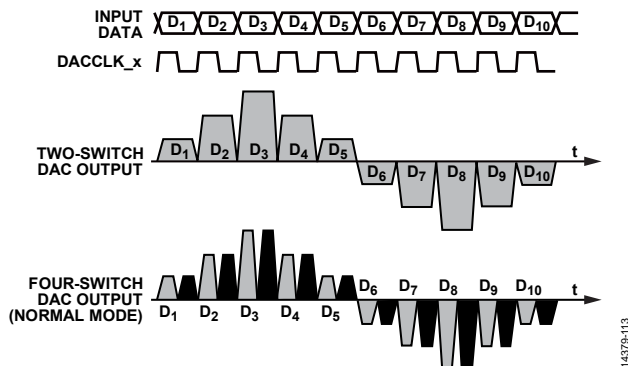 INPUT
DATA
D1 D2 D3 D4 D5 D6 D7 D8 D9 D10
DACCLK_x
TWO-SWITCH
DAC OUTPUT
D1 D2 D3 D4 D5
t
D6 D7 D8 D9 D10
FOUR-SWITCH
DAC OUTPUT
(NORMAL MODE)
D6 D7 D8 D9 D10
t
D1 D2 D3 D4 D5
14379-113